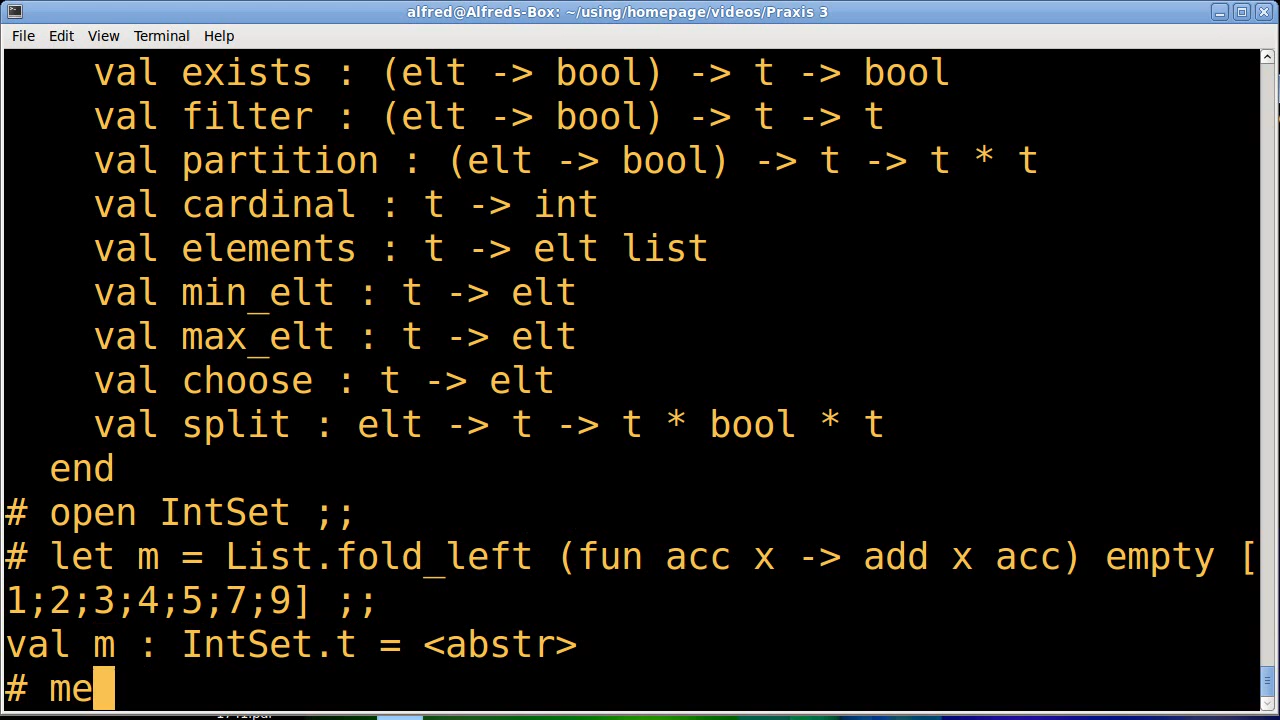 alfred@Alfreds-Box: ~/using/homepage/videos/Praxis 3
File Edit View Terminal Help
val exists : (elt -> bool) -> t -> bool
val filter : (elt -> bool) -> t -> t
val partition : (elt -> bool) -> t -> t * t
val cardinal : t -> int
val elements : t -> elt list
val min_elt : t -> elt
val max_elt : t -> elt
val choose : t -> elt
val split : elt -> t -> t * bool * t
end
# open IntSet ;;
# let m = List.fold_left (fun acc x -> add x acc) empty [
1;2;3;4;5;7;9] ;;
val m : IntSet.t = <abstr>
# me